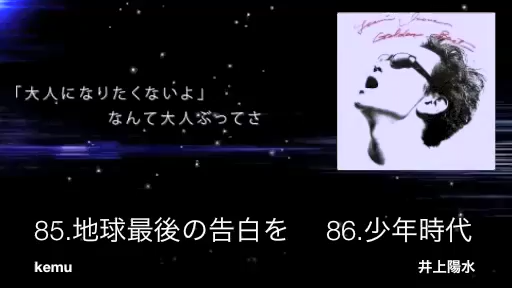 「大人になりたくないよ」
なんて大人ぶってさ
Golden Best
85.地球最後の告白を
kemu
86.少年時代
井上陽水